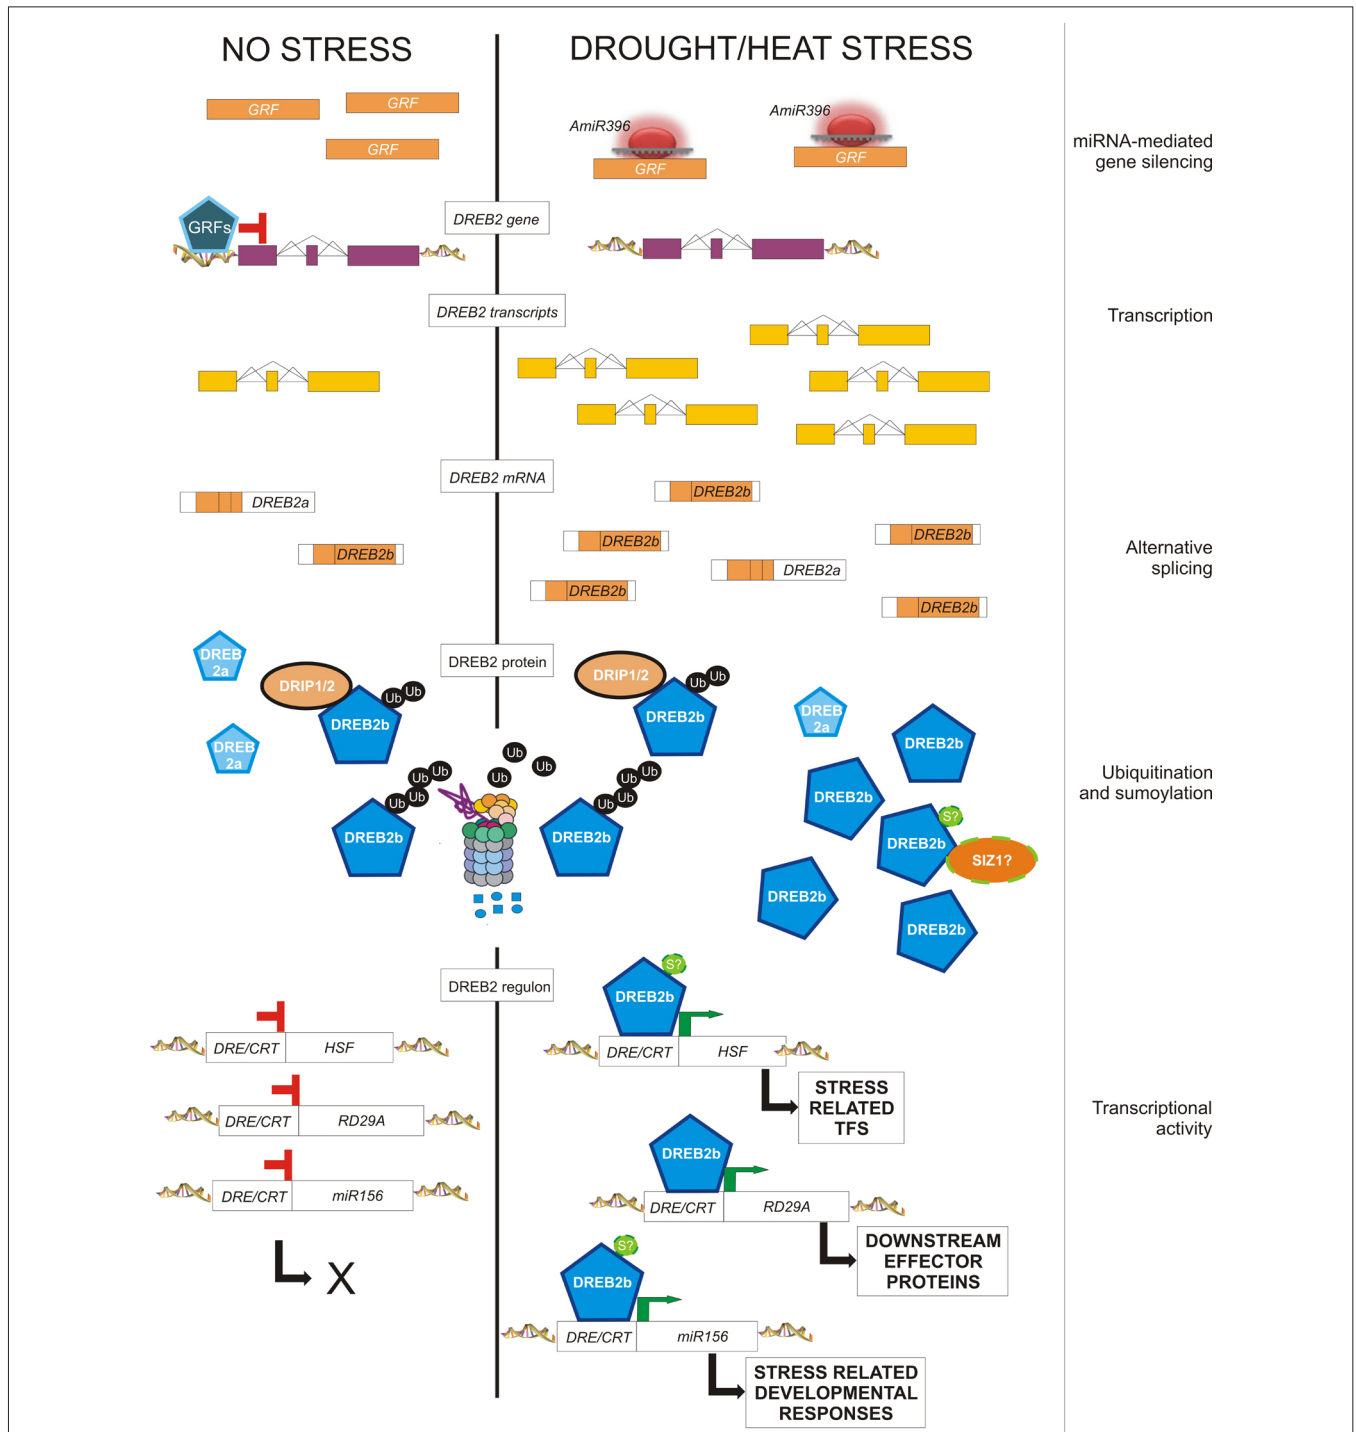 NO STRESS
DROUGHT/HEAT STRESS
GRF
GRF
GRF
AmiR396
GRF
AmiR396
GRF
miRNA-mediated
gene silencing
GRFs
DREB2 gene
DREB2 transcripts
Transcription
DREB2 mRNA
DREB2a
DREB2b
DREB2b
DREB2b
DREB2b
DREB2a
DREB2b
DREB2b
Alternative
splicing
DREB2 protein
DREB
2a
DRIP1/2
Ub
Ub
DREB2b
DREB
2a
DRIP1/2
Ub
Ub
DREB2b
DREB
2a
DREB2b
Ub
Ub
Ub
Ub
Ub
Ub
Ub
DREB2b
Ub
Ub
Ub
Ub
DREB2b
DREB2b
S?
DREB2b
SIZ1?
DREB2b
DREB2b
Ubiquitination
and sumoylation
DREB2 regulon
S?
DREB2b
DRE/CRT
HSF
DRE/CRT
HSF
STRESS
RELATED
TFS
DRE/CRT
RD29A
DREB2b
DRE/CRT
RD29A
DOWNSTREAM
EFFECTOR
PROTEINS
DRE/CRT
miR156
X
S?
DREB2b
DRE/CRT
miR156
STRESS RELATED
DEVELOPMENTAL
RESPONSES
Transcriptional
activity